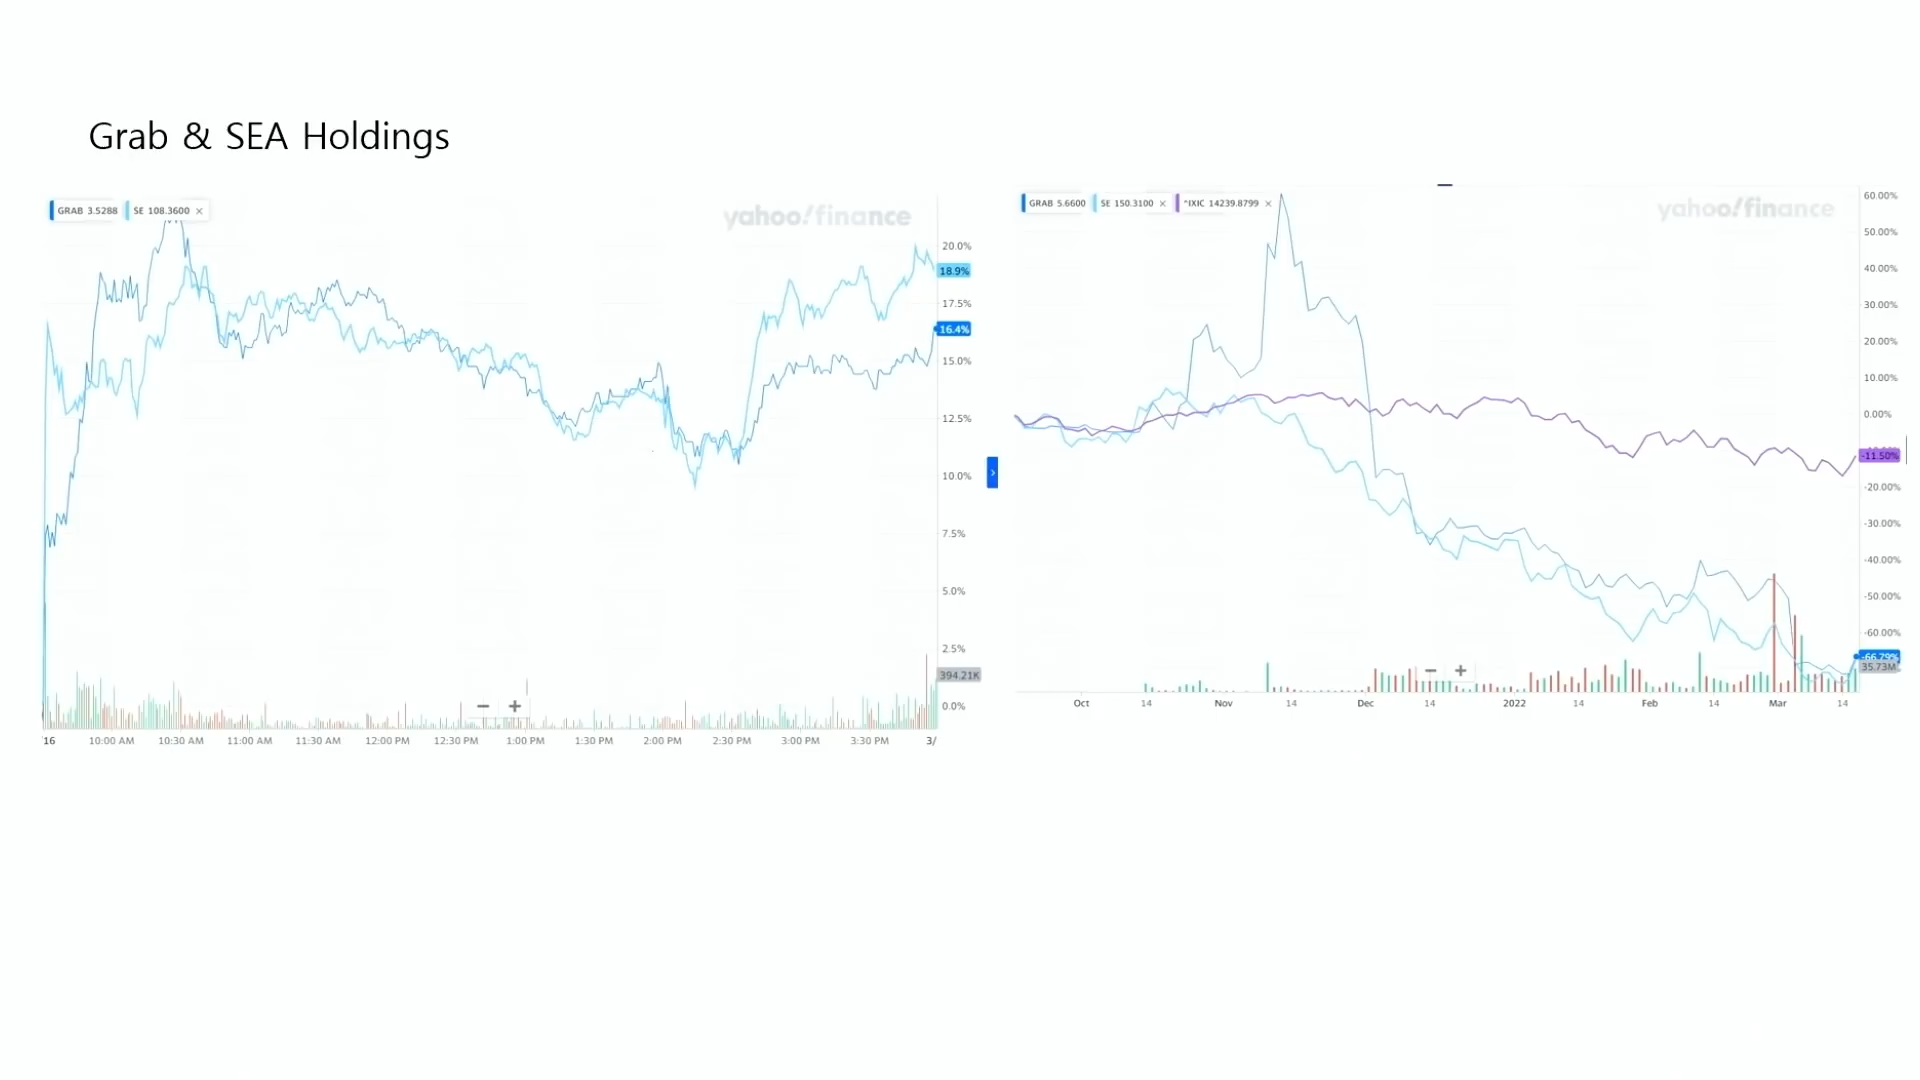 Grab & SEA Holdings
GRAB 3.5288 SE 108.3600 ×
yahoo!finance
20.0%
18.9%
17.5%
16.4%
15.0%
12.5%
10.0%
7.5%
5.0%
2.5%
394.21K
0.0%
'16 10:00 AM 10:30 AM 11:00 AM 11:30 AM 12:00 PM 12:30 PM 1:00 PM 1:30 PM 2:00 PM 2:30 PM 3:00 PM 3:30 PM 3/
GRAB 5.6600 SE 150.3100 × ^IXIC 14239.8799 ×
yahoo!finance
60.00%
50.00%
40.00%
30.00%
20.00%
10.00%
0.00%
-11.50%
-20.00%
-30.00%
-40.00%
-50.00%
-60.00%
-66.79%
35.73M
Oct 14 Nov 14 Dec 14 2022 14 Feb 14 Mar 14